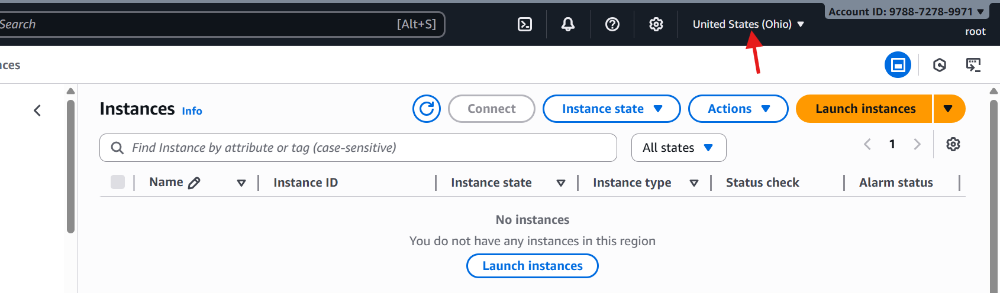 Account ID: 9788-7278-9971
Search [Alt+S] United States (Ohio)
root
nces
Instances Info Connect Instance state Actions Launch instances
Find Instance by attribute or tag (case-sensitive) All states 1
Name Instance ID Instance state Instance type Status check Alarm status
No instances
You do not have any instances in this region
Launch instances